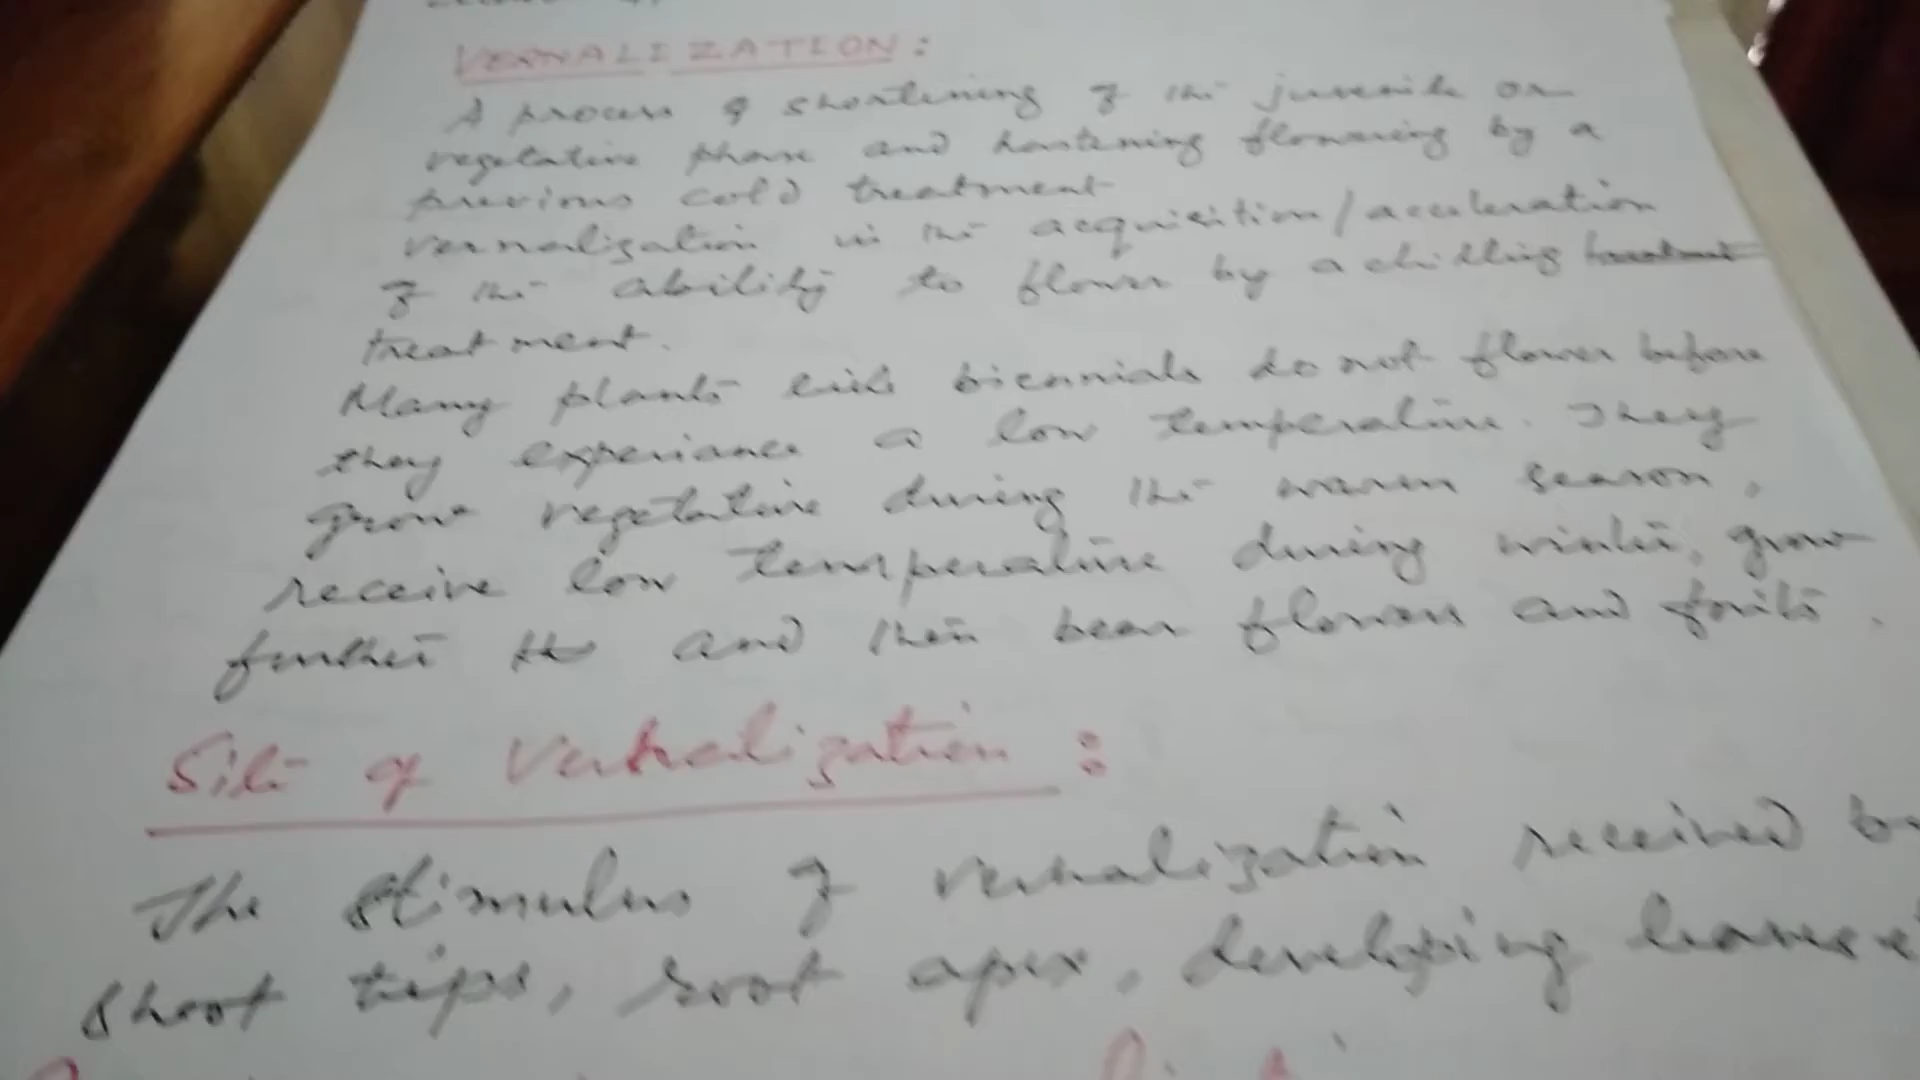 VERNALIZATION:
A process of shortening of the juvenile or
vegetative phase and hastening flowering by a
previous cold treatment
vernalization is the acquisition/acceleration
of the ability to flower by a chilling treatment
treatment.
Many plants like biennials do not flower before
they experiance a low temperature. They
grow vegetative during the warm season,
receive low temperature during winter, grow
further and then bear flowers and fruits.
Site of Vernalization:
The stimulus of vernalization received by
shoot tips, root apex, developing leaves